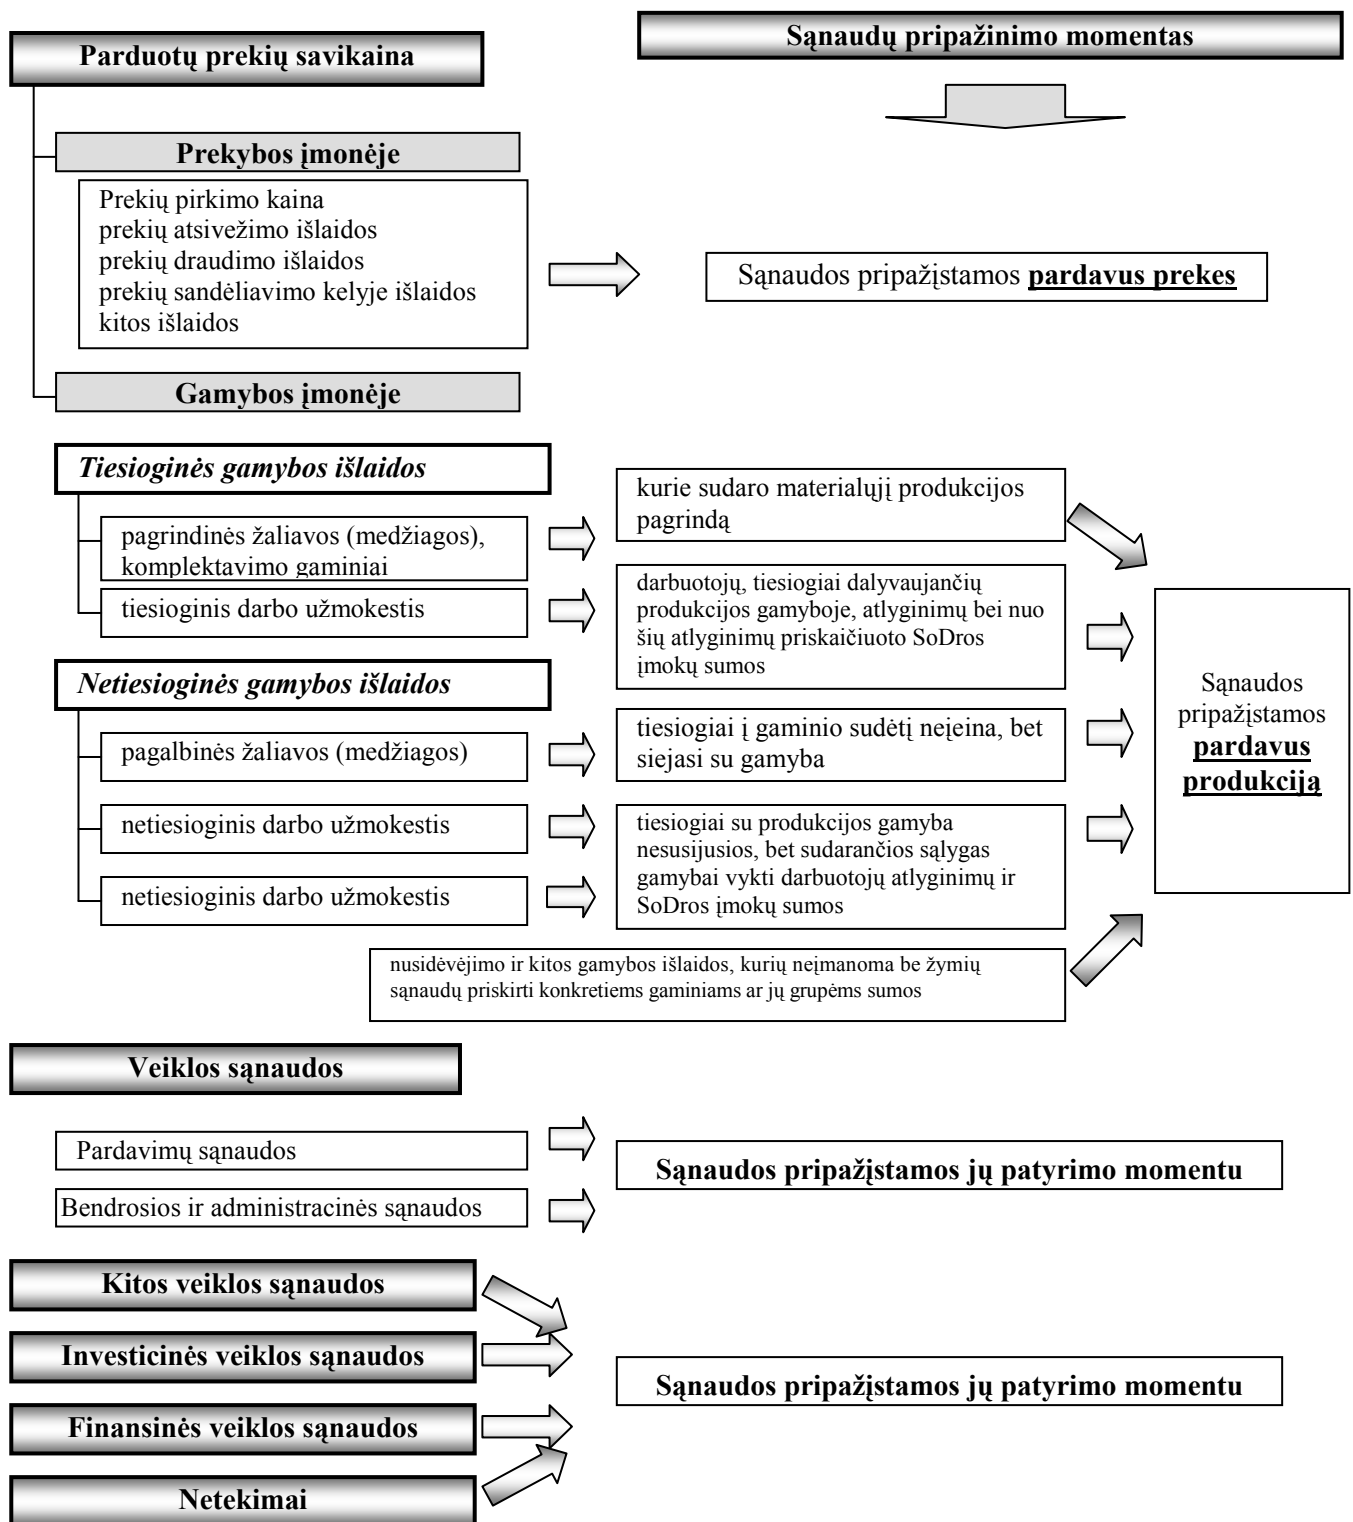 Parduotų prekių savikaina
Sąnaudų pripažinimo momentas
Prekybos įmonėje
Prekių pirkimo kaina
prekių atsivežimo išlaidos
prekių draudimo išlaidos
prekių sandėliavimo kelyje išlaidos
kitos išlaidos
Sąnaudos pripažįstamos pardavus prekes
Gamybos įmonėje
Tiesioginės gamybos išlaidos
pagrindinės žaliavos (medžiagos),
komplektavimo gaminiai
kurie sudaro materialųjį produkcijos
pagrindą
tiesioginis darbo užmokestis
darbuotojų, tiesiogiai dalyvaujančių
produkcijos gamyboje, atlyginimų bei nuo
šių atlyginimų priskaičiuoto SoDros
įmokų sumos
Netiesioginės gamybos išlaidos
pagalbinės žaliavos (medžiagos)
tiesiogiai į gaminio sudėtį neįeina, bet
siejasi su gamyba
netiesioginis darbo užmokestis
netiesioginis darbo užmokestis
tiesiogiai su produkcijos gamyba
nesusijusios, bet sudarančios sąlygas
gamybai vykti darbuotojų atlyginimų ir
SoDros įmokų sumos
nusidėvėjimo ir kitos gamybos išlaidos, kurių neįmanoma be žymių
sąnaudų priskirti konkretiems gaminiams ar jų grupėms sumos
Sąnaudos
pripažįstamos
pardavus
produkciją
Veiklos sąnaudos
Pardavimų sąnaudos
Bendrosios ir administracinės sąnaudos
Sąnaudos pripažįstamos jų patyrimo momentu
Kitos veiklos sąnaudos
Investicinės veiklos sąnaudos
Finansinės veiklos sąnaudos
Netekimai
Sąnaudos pripažįstamos jų patyrimo momentu